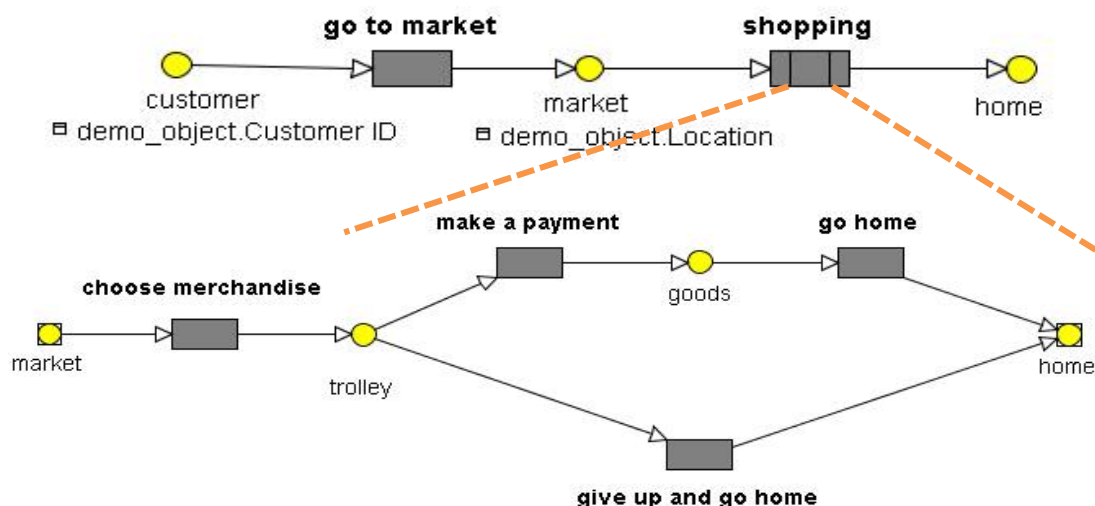 go to market
shopping
customer
market
home
demo_object.Customer ID
demo_object.Location
make a payment
go home
choose merchandise
goods
market
trolley
home
give up and go home